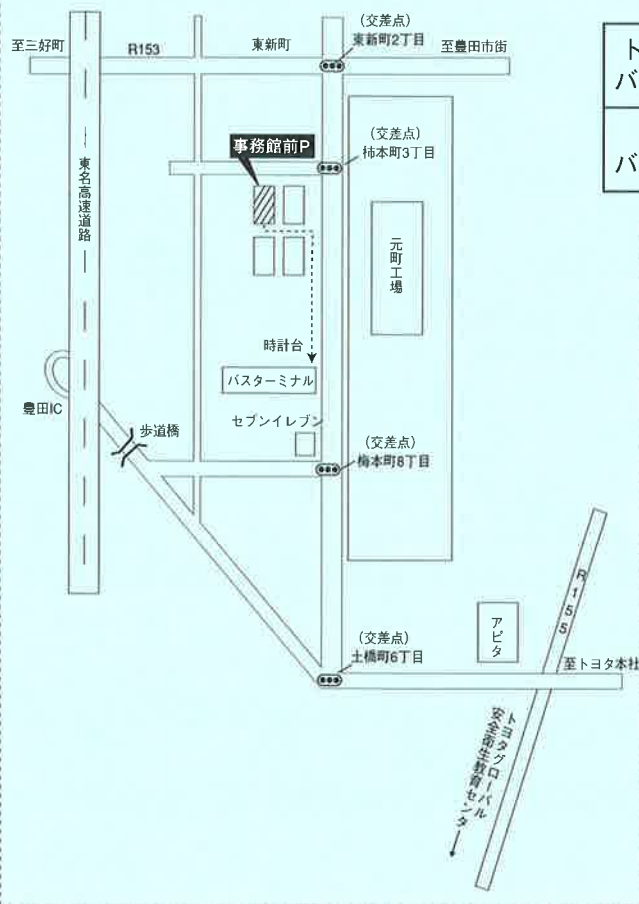 (交差点)
東新町2丁目
至三好町
R153
東新町
至豊田市街
ト
バ
バ
事務館前P
(交差点)
柿本町3丁目
東名高速道路
元町工場
時計台
バスターミナル
豊田IC
歩道橋
セブンイレブン
(交差点)
梅本町8丁目
R155
アピタ
(交差点)
土橋町6丁目
至トヨタ本社
トヨタグローバル
安全衛生教育センタ